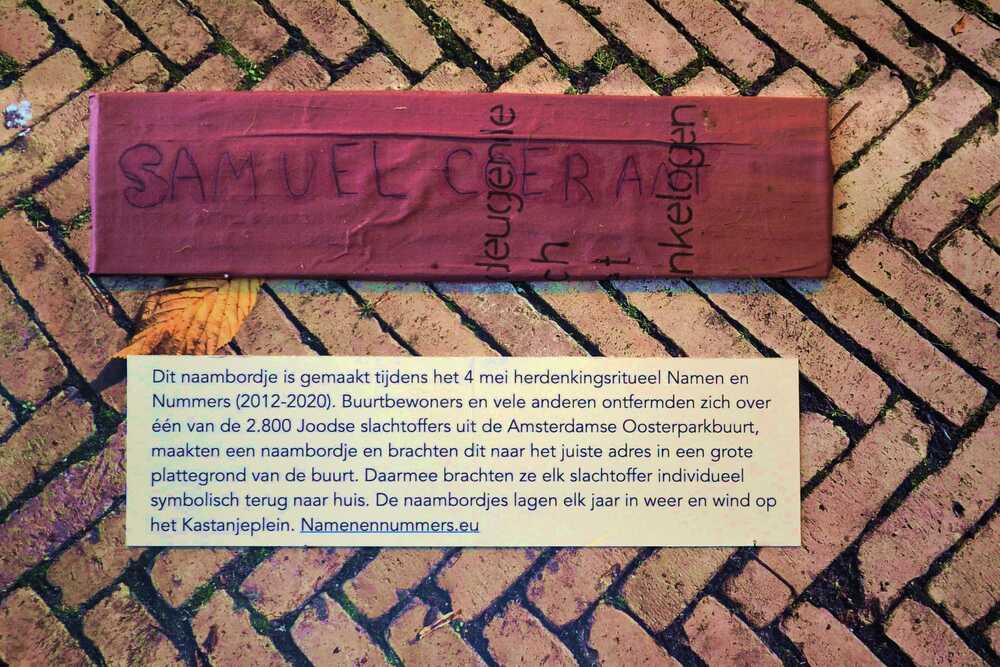 SAMUEL
deugenie
ch
t
nkelogen
Dit naambordje is gemaakt tijdens het 4 mei herdenkingsritueel Namen en
Nummers (2012-2020). Buurtbewoners en vele anderen ontfermden zich over
één van de 2.800 Joodse slachtoffers uit de Amsterdamse Oosterparkbuurt,
maakten een naambordje en brachten dit naar het juiste adres in een grote
plattegrond van de buurt. Daarmee brachten ze elk slachtoffer individueel
symbolisch terug naar huis. De naambordjes lagen elk jaar in weer en wind op
het Kastanjeplein. Namenennummers.eu